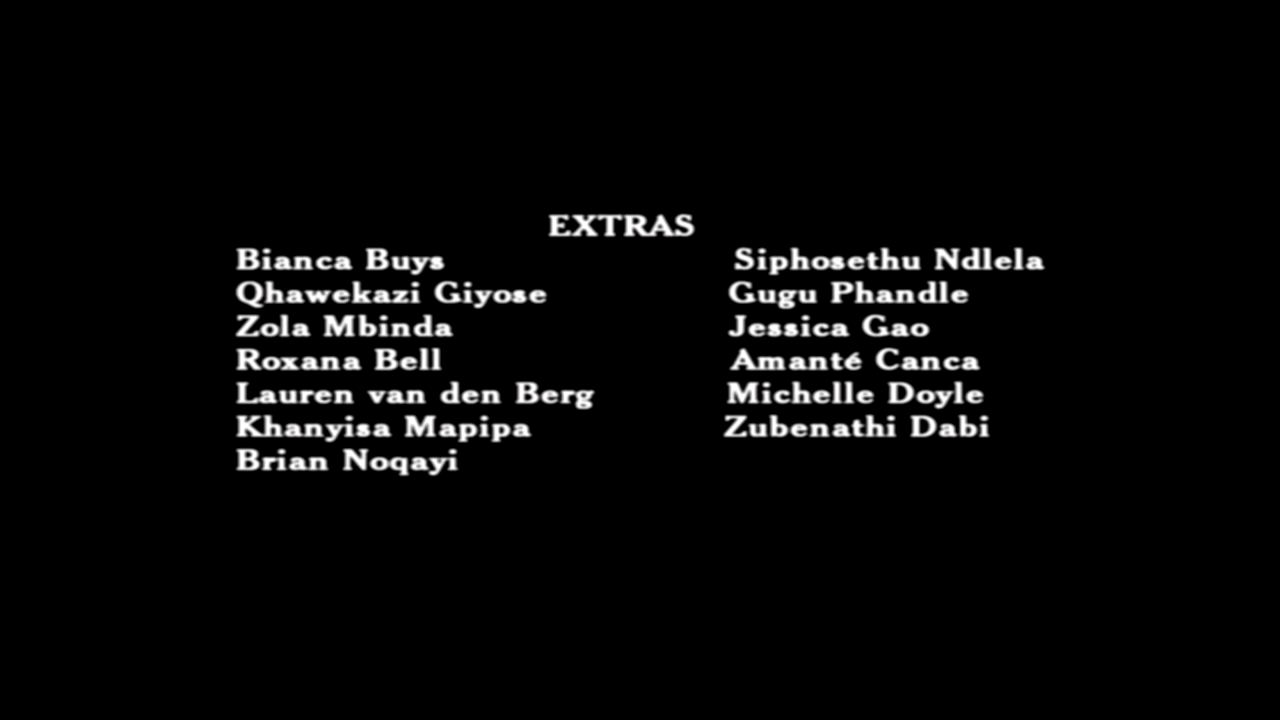 EXTRAS
Bianca Buys Siphosethu Ndlela
Qhawekazi Giyose Gugu Phandle
Zola Mbinda Jessica Gao
Roxana Bell Amanté Canca
Lauren van den Berg Michelle Doyle
Khanyisa Mapipa Zubenathi Dabi
Brian Noqayi